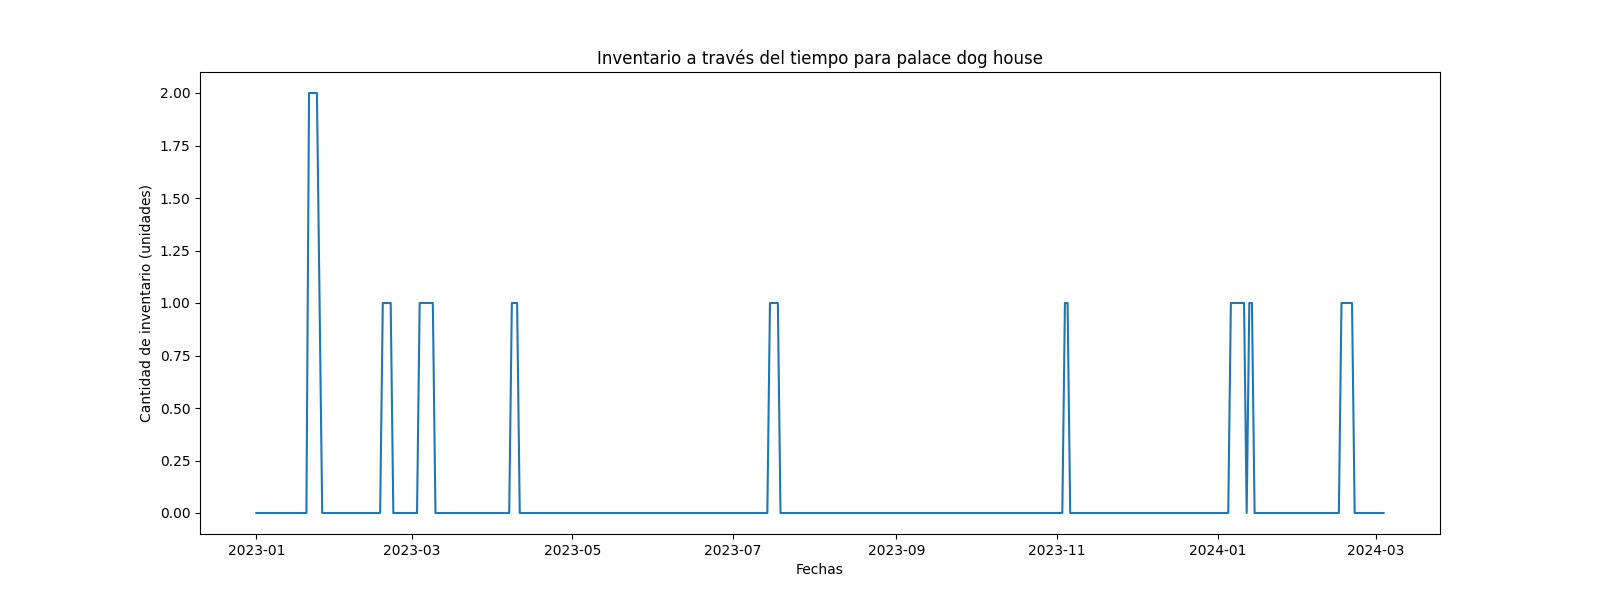 Inventario a través del tiempo para palace dog house
Cantidad de inventario (unidades)
2.00
1.75
1.50
1.25
1.00
0.75
0.50
0.25
0.00
2023-01 2023-03 2023-05 2023-07 2023-09 2023-11 2024-01 2024-03
Fechas